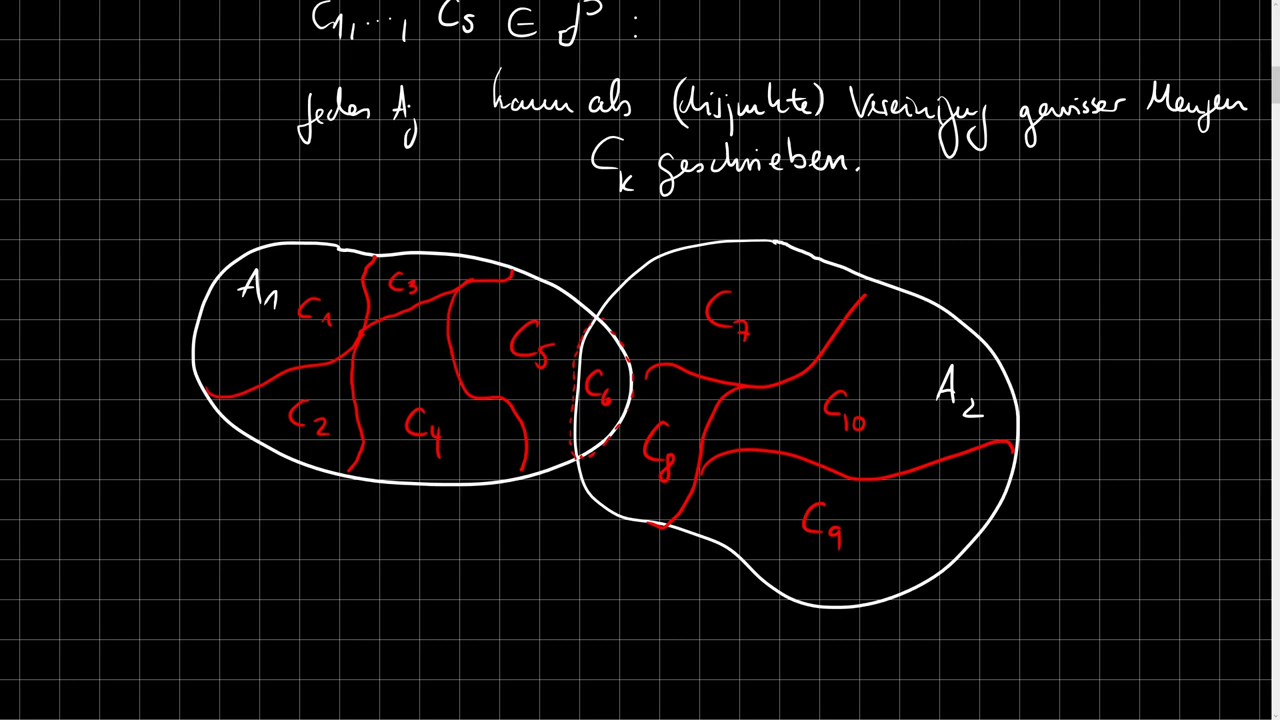 C₁,..., C₅ ∈ 𝒥 :
jedes Aⱼ kann als (disjunkte) Vereinigung gewisser Mengen
Cₖ geschrieben.
A₁
C₁
C₃
C₂
C₄
C₅
C₆
C₇
C₈
C₁₀
C₉
A₂